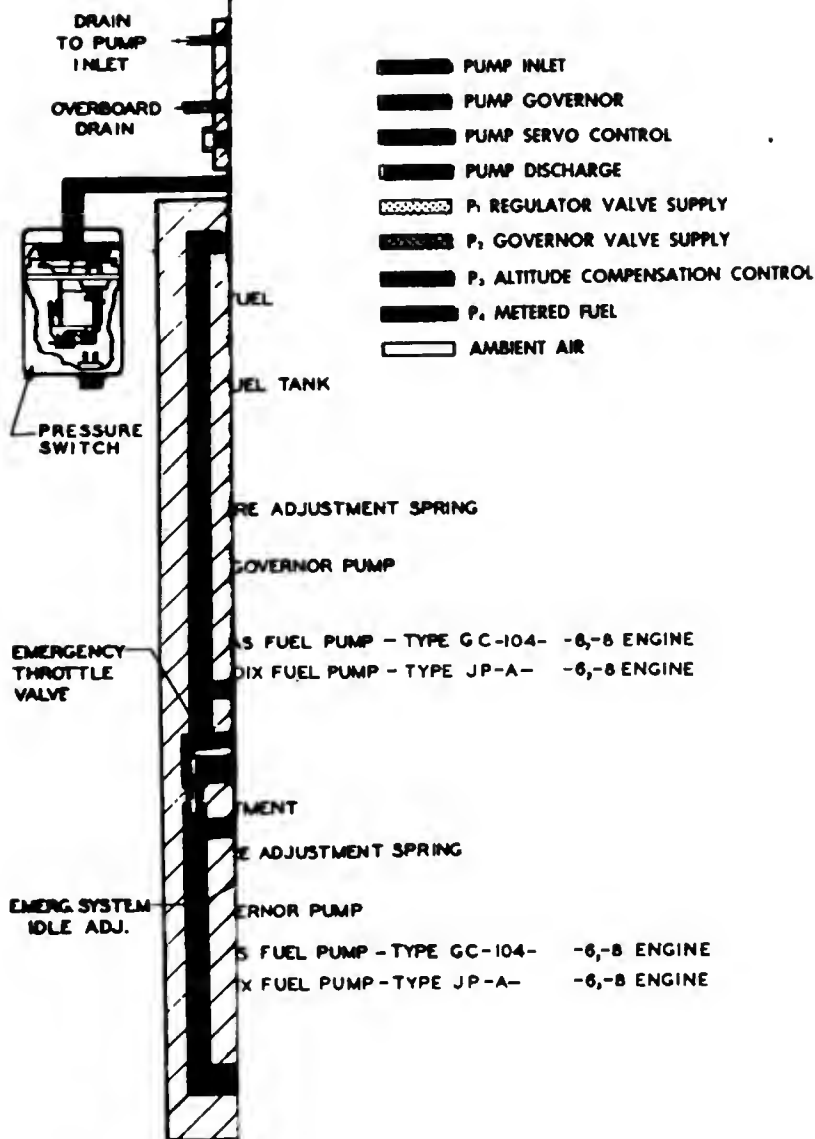 DRAIN
TO PUMP
INLET
OVERBOARD
DRAIN
PUMP INLET
PUMP GOVERNOR
PUMP SERVO CONTROL
PUMP DISCHARGE
P₁ REGULATOR VALVE SUPPLY
P₂ GOVERNOR VALVE SUPPLY
P₃ ALTITUDE COMPENSATION CONTROL
P₄ METERED FUEL
AMBIENT AIR
PRESSURE
SWITCH
UEL
UEL TANK
RE ADJUSTMENT SPRING
GOVERNOR PUMP
AS FUEL PUMP - TYPE GC-104- -6,-8 ENGINE
DIX FUEL PUMP - TYPE JP-A- -6,-8 ENGINE
EMERGENCY
THROTTLE
VALVE
TMENT
E ADJUSTMENT SPRING
ERNOR PUMP
S FUEL PUMP - TYPE GC-104- -6,-8 ENGINE
IX FUEL PUMP - TYPE JP-A- -6,-8 ENGINE
EMERG. SYSTEM
IDLE ADJ.